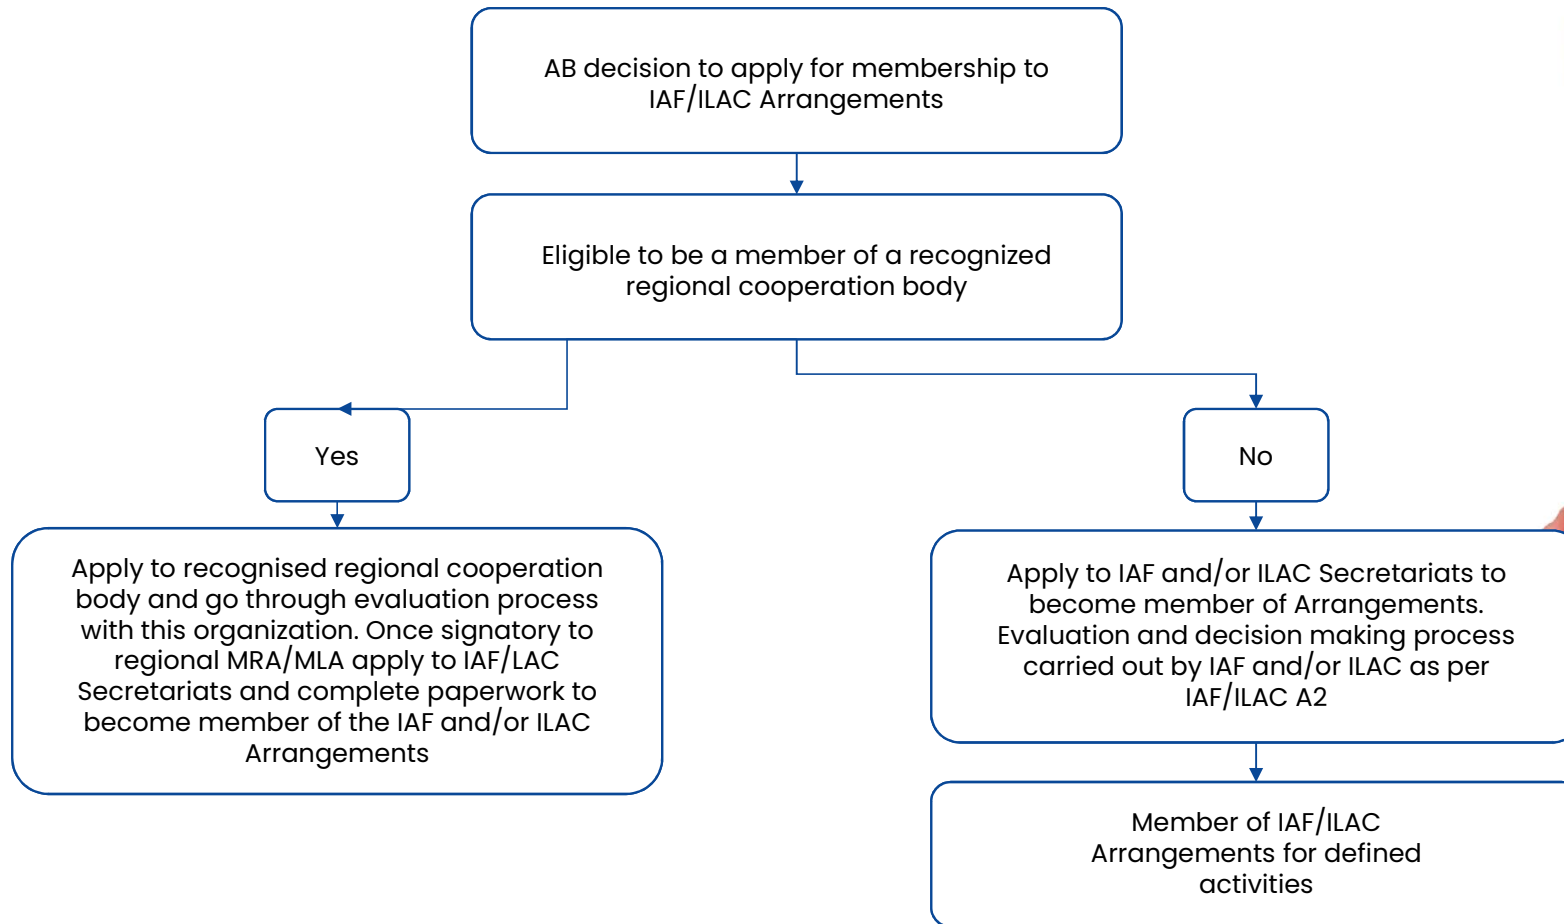 AB decision to apply for membership to
IAF/ILAC Arrangements
Eligible to be a member of a recognized
regional cooperation body
Yes
No
Apply to recognised regional cooperation
body and go through evaluation process
with this organization. Once signatory to
regional MRA/MLA apply to IAF/LAC
Secretariats and complete paperwork to
become member of the IAF and/or ILAC
Arrangements
Apply to IAF and/or ILAC Secretariats to
become member of Arrangements.
Evaluation and decision making process
carried out by IAF and/or ILAC as per
IAF/ILAC A2
Member of IAF/ILAC
Arrangements for defined
activities